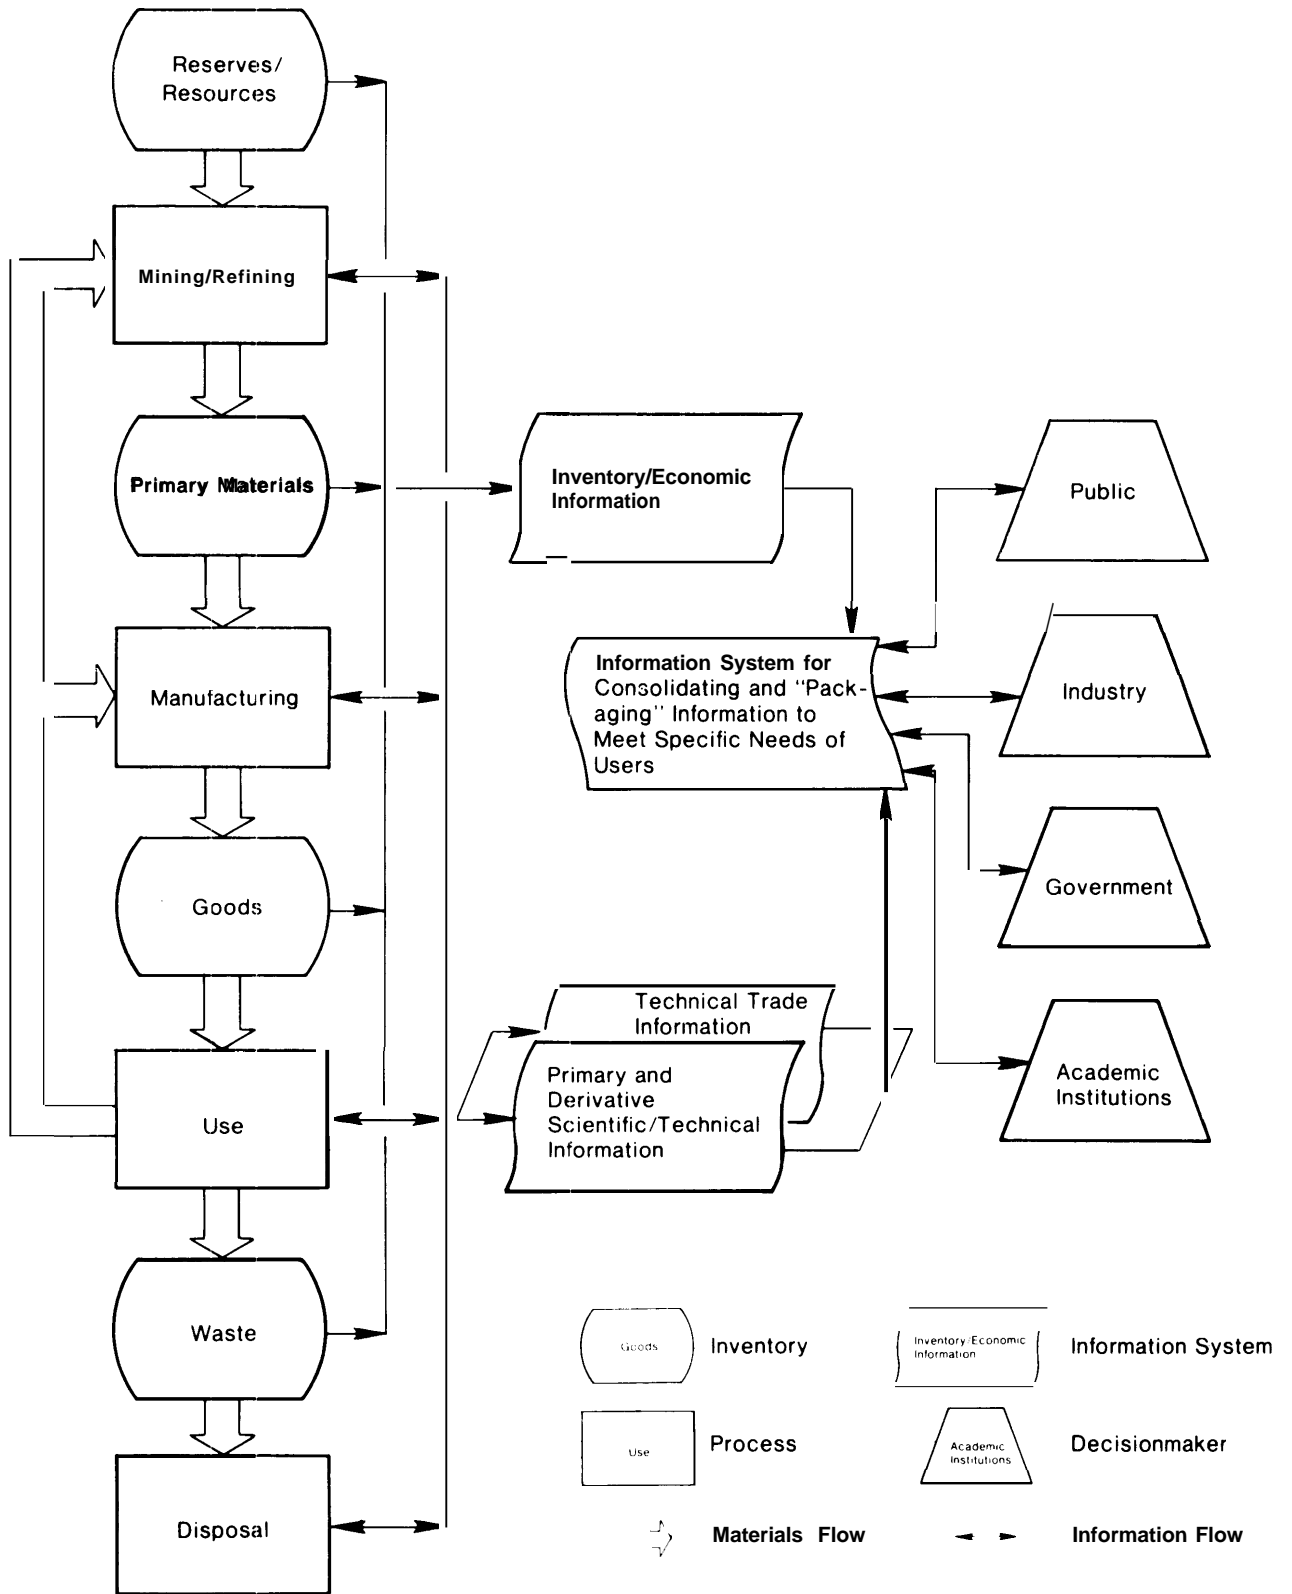 Reserves/
Resources
Mining/Refining
Primary Materials
Inventory/Economic
Information
Public
Information System for
Consolidating and "Pack-
aging" Information to
Meet Specific Needs of
Users
Manufacturing
Industry
Goods
Government
Technical Trade
Information
Primary and
Derivative
Scientific/Technical
Information
Use
Academic
Institutions
Waste
Disposal
Goods
Inventory
Inventory/Economic
Information
Information System
Use
Process
Academic
Institutions
Decisionmaker
Materials Flow
Information Flow